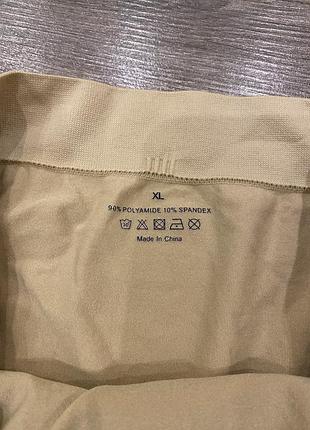 XL
90% POLYAMIDE 10% SPANDEX
Made In China